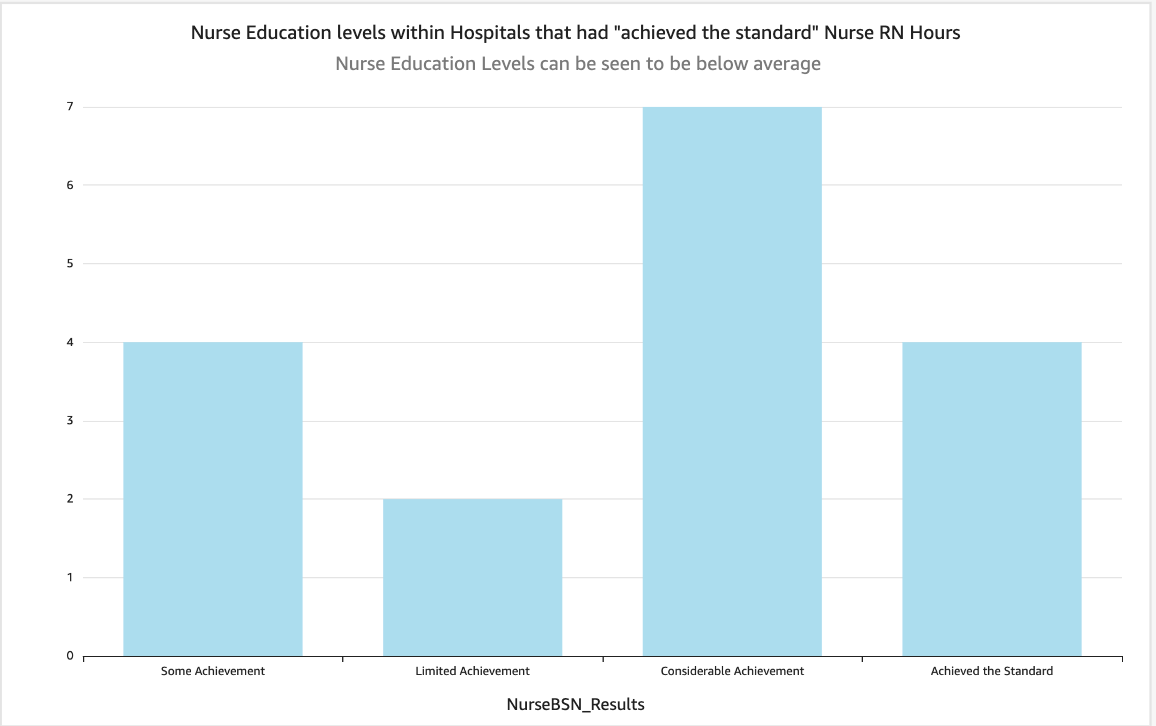 Nurse Education levels within Hospitals that had "achieved the standard" Nurse RN Hours
Nurse Education Levels can be seen to be below average
7
6
5
4
3
2
1
0
Some Achievement
Limited Achievement
Considerable Achievement
Achieved the Standard
NurseBSN_Results